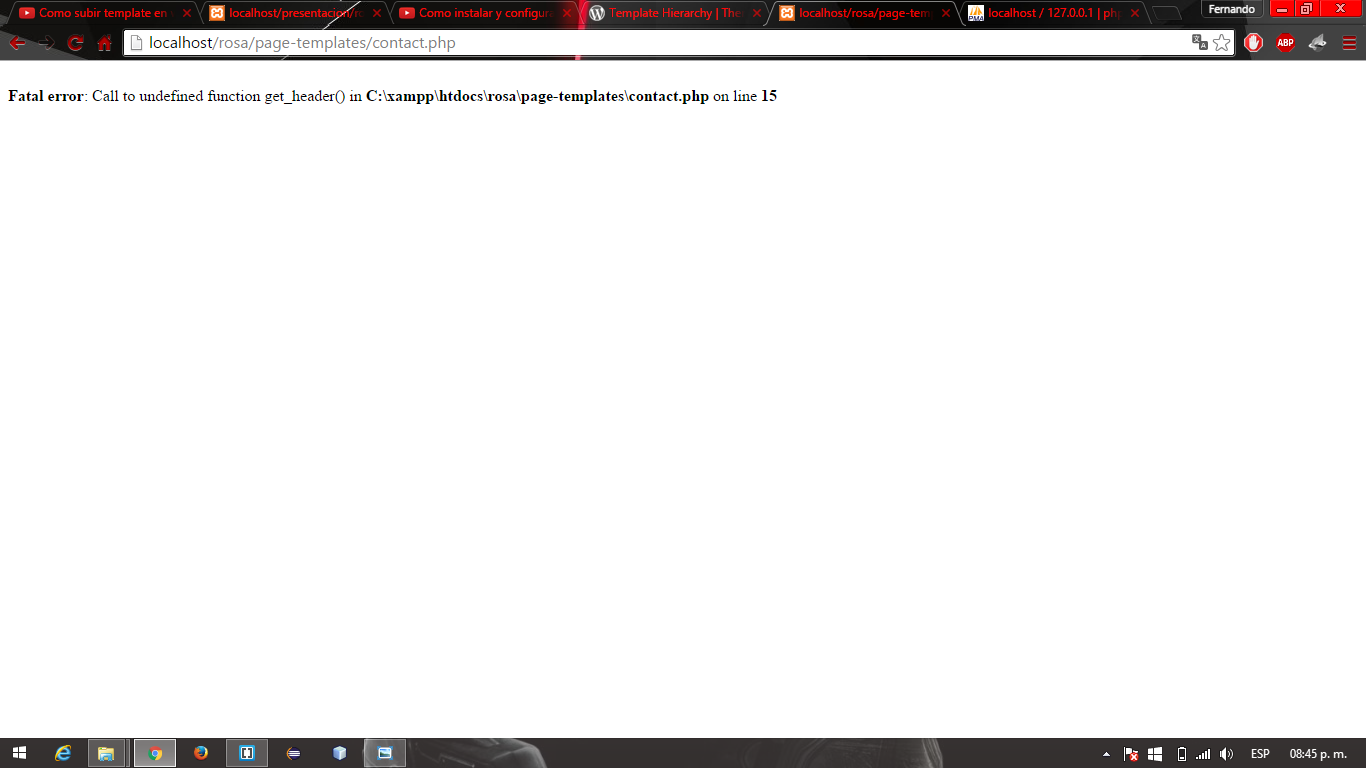 Como subir template en
localhost/presentacion/ro
Como instalar y configura
Template Hierarchy | The
localhost/rosa/page-tem
localhost / 127.0.0.1 | php
Fernando
localhost/rosa/page-templates/contact.php
ABP
Fatal error: Call to undefined function get_header() in C:\xampp\htdocs\rosa\page-templates\contact.php on line 15
ESP
08:45 p. m.